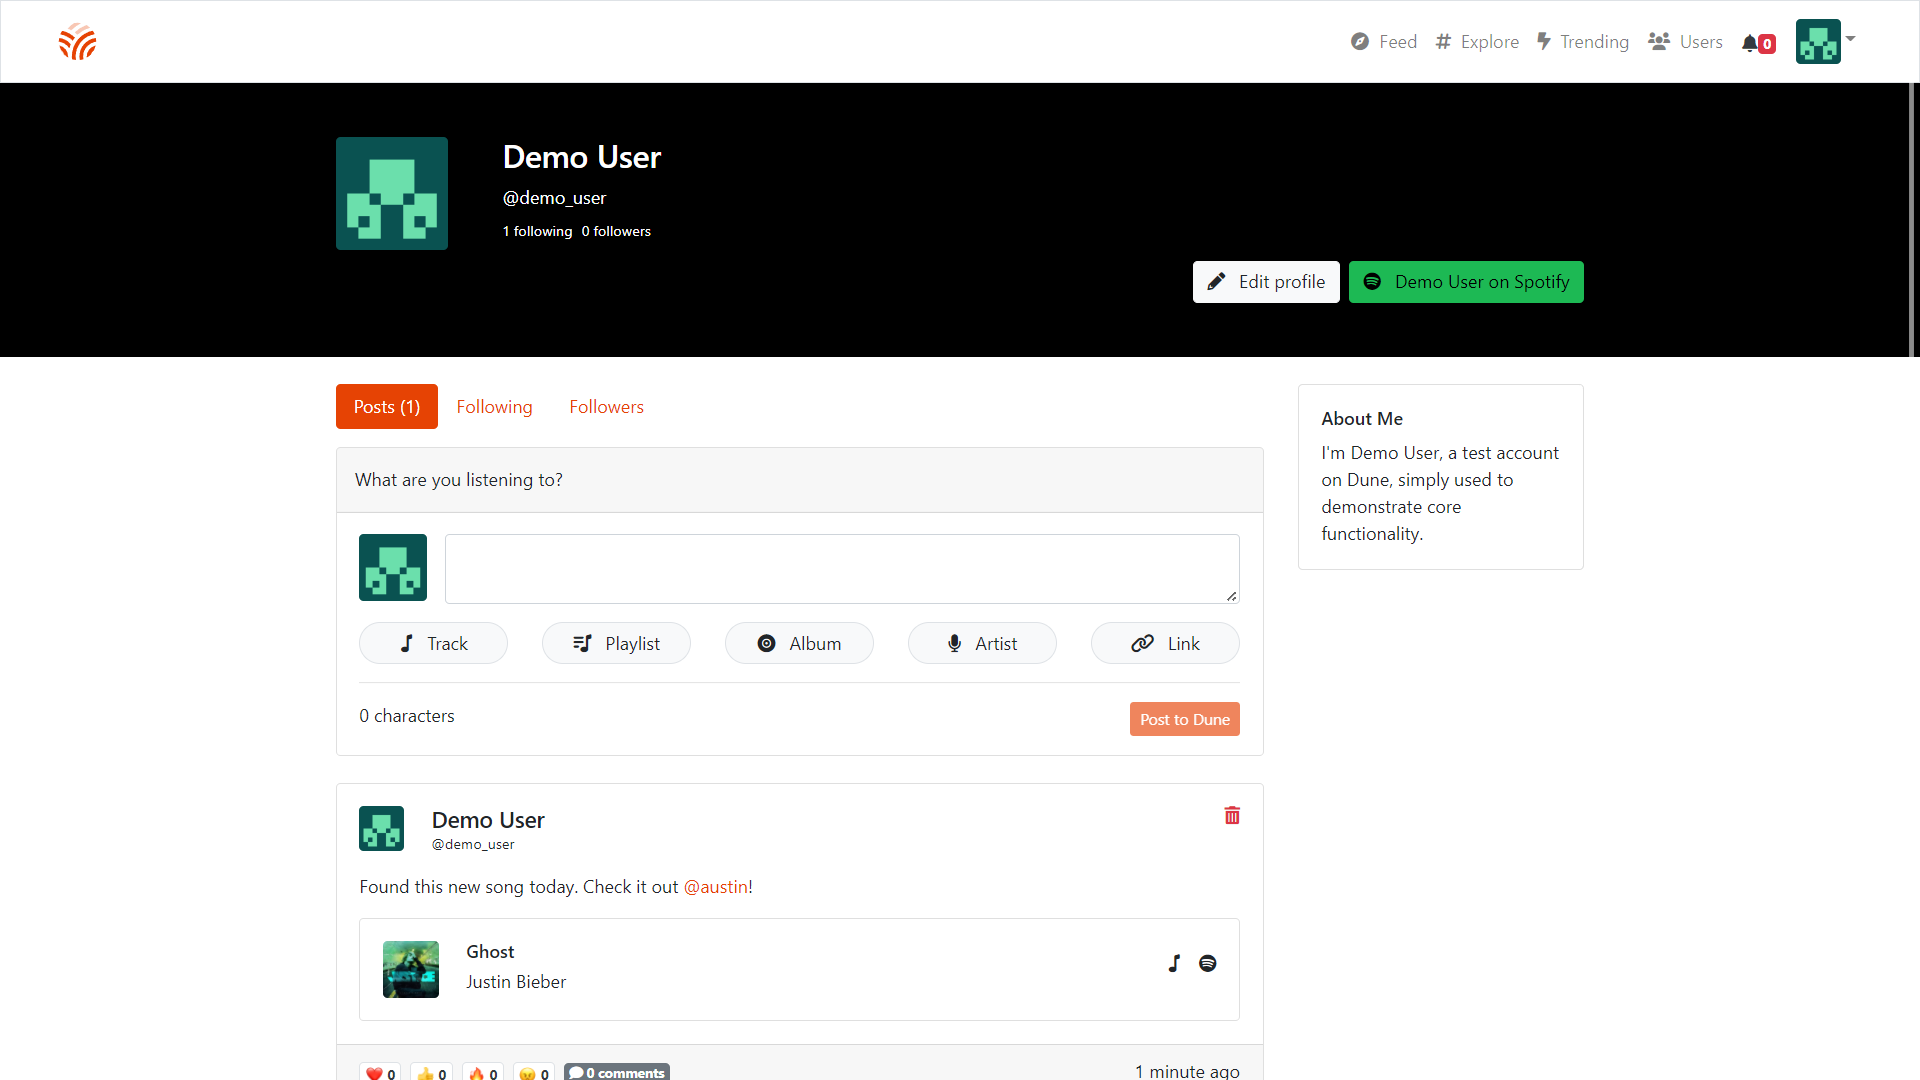 Feed Explore Trending Users 0
Demo User
@demo_user
1 following 0 followers
Edit profile Demo User on Spotify
Posts (1) Following Followers
About Me
I'm Demo User, a test account
on Dune, simply used to
demonstrate core
functionality.
What are you listening to?
Track Playlist Album Artist Link
0 characters Post to Dune
Demo User
@demo_user
Found this new song today. Check it out @austin!
Ghost
Justin Bieber
0 0 0 0 0 comments 1 minute ago